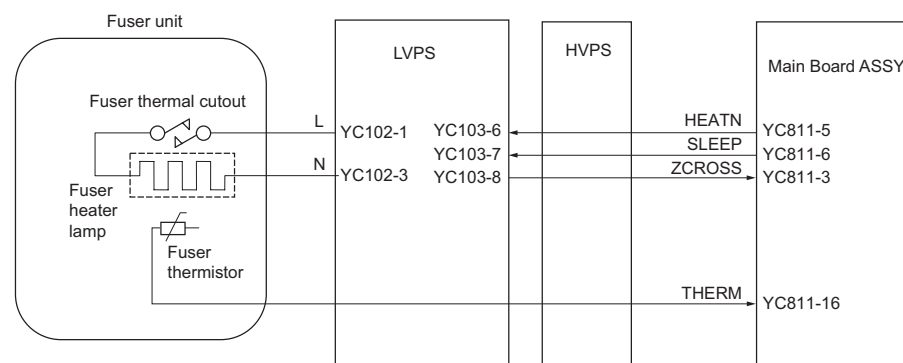 Fuser unit
LVPS
HVPS
Main Board ASSY
Fuser thermal cutout
L
YC102-1
YC103-6
HEATN
YC811-5
YC103-7
SLEEP
YC811-6
N
YC102-3
YC103-8
ZCROSS
YC811-3
Fuser
heater
lamp
Fuser
thermistor
THERM
YC811-16